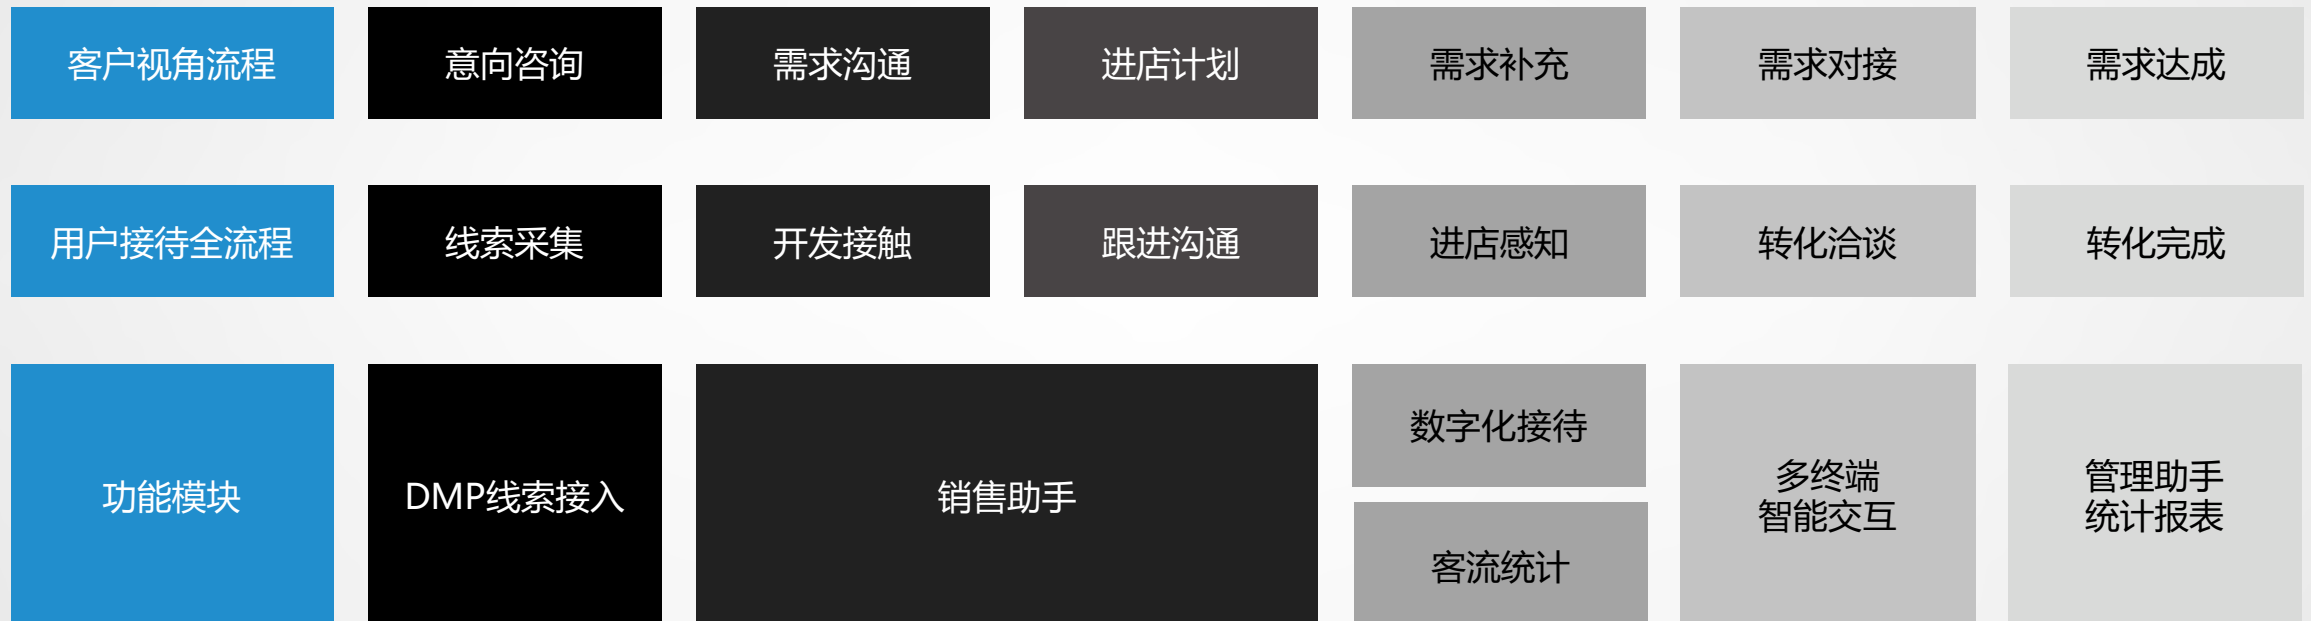 客户视角流程
意向咨询
需求沟通
进店计划
需求补充
需求对接
需求达成
用户接待全流程
线索采集
开发接触
跟进沟通
进店感知
转化洽谈
转化完成
功能模块
DMP线索接入
销售助手
数字化接待
客流统计
多终端
智能交互
管理助手
统计报表